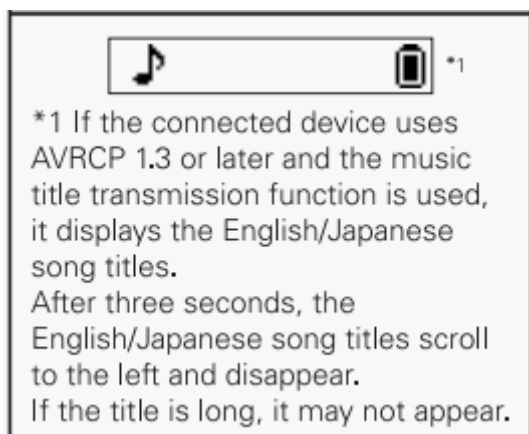 *1
*1 If the connected device uses
AVRCP 1.3 or later and the music
title transmission function is used,
it displays the English/Japanese
song titles.
After three seconds, the
English/Japanese song titles scroll
to the left and disappear.
If the title is long, it may not appear.